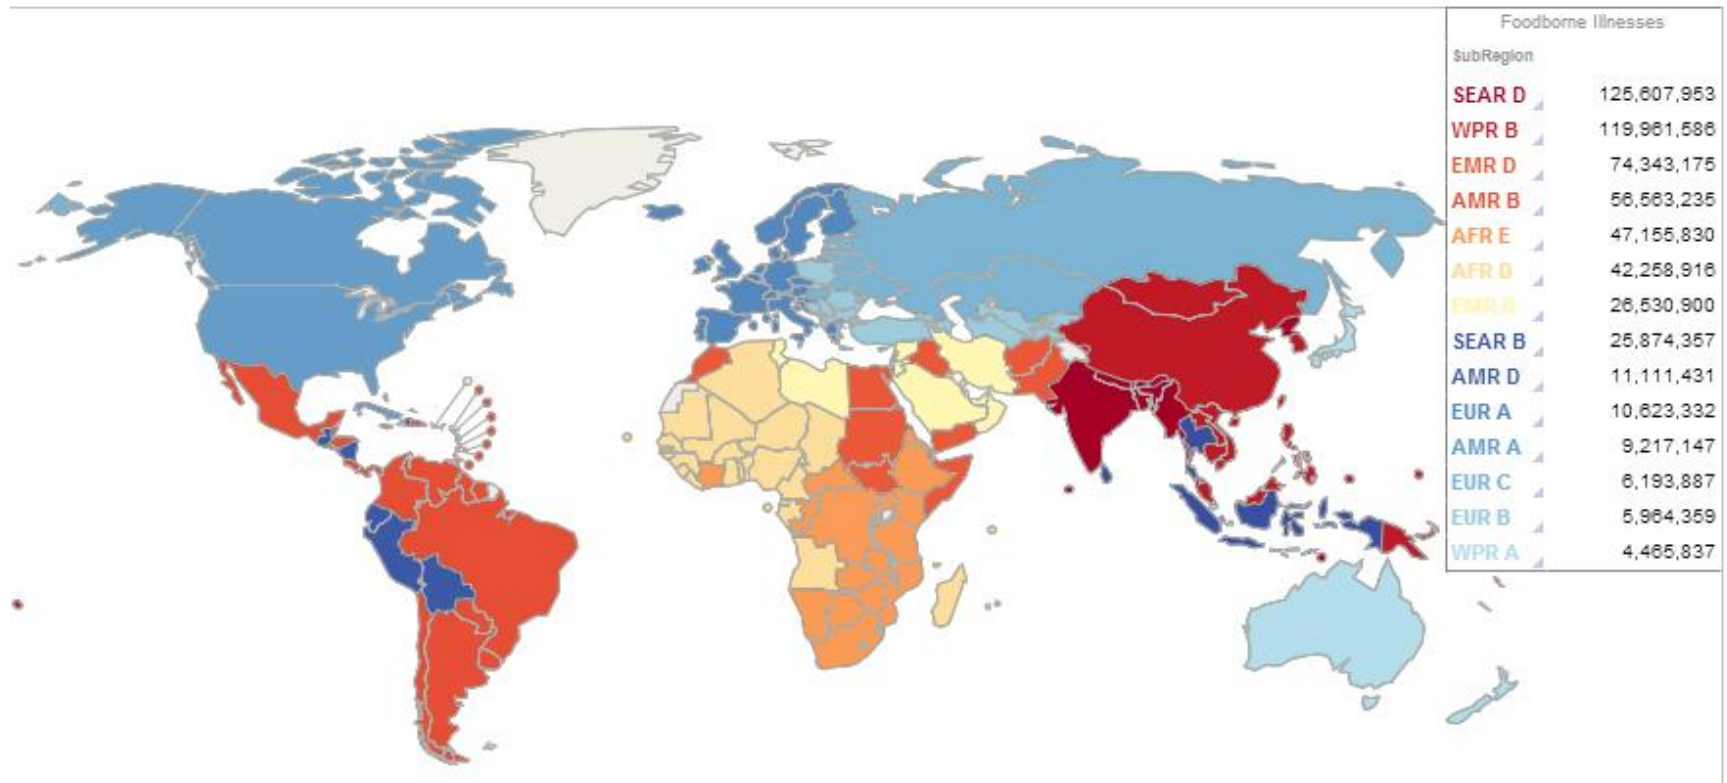 Foodborne Illnesses
SubRegion
SEAR D 125,607,953
WPR B 119,961,586
EMR D 74,343,175
AMR B 56,563,235
AFR E 47,155,830
AFR D 42,258,916
EMR B 26,530,900
SEAR B 25,874,357
AMR D 11,111,431
EUR A 10,623,332
AMR A 9,217,147
EUR C 6,193,887
EUR B 5,964,359
WPR A 4,465,837